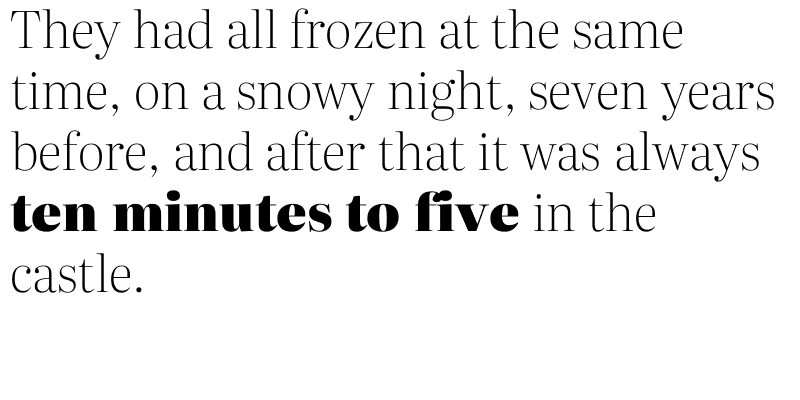 They had all frozen at the same
time, on a snowy night, seven years
before, and after that it was always
ten minutes to five in the
castle.